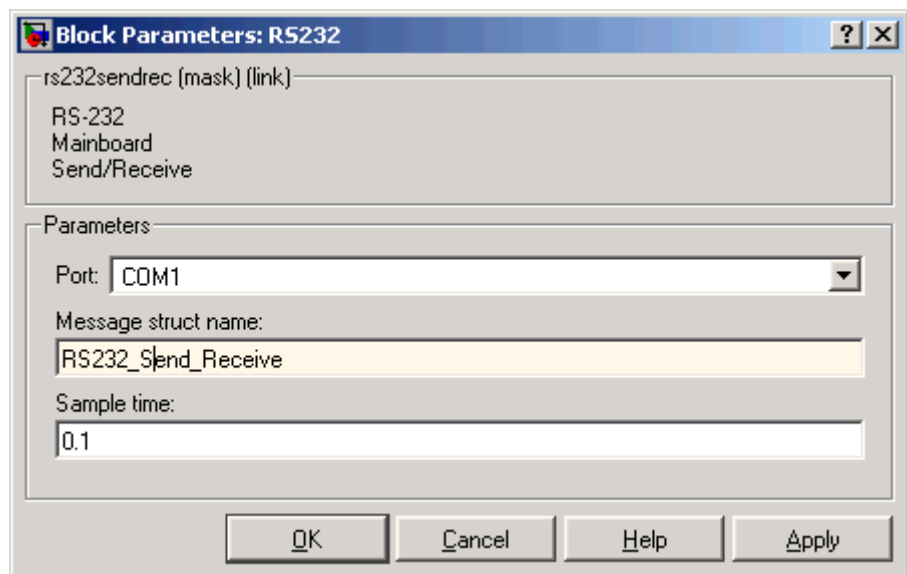 Block Parameters: RS232
rs232sendrec (mask) (link)
RS-232
Mainboard
Send/Receive
Parameters
Port: COM1
Message struct name:
RS232_Send_Receive
Sample time:
0.1
OK Cancel Help Apply